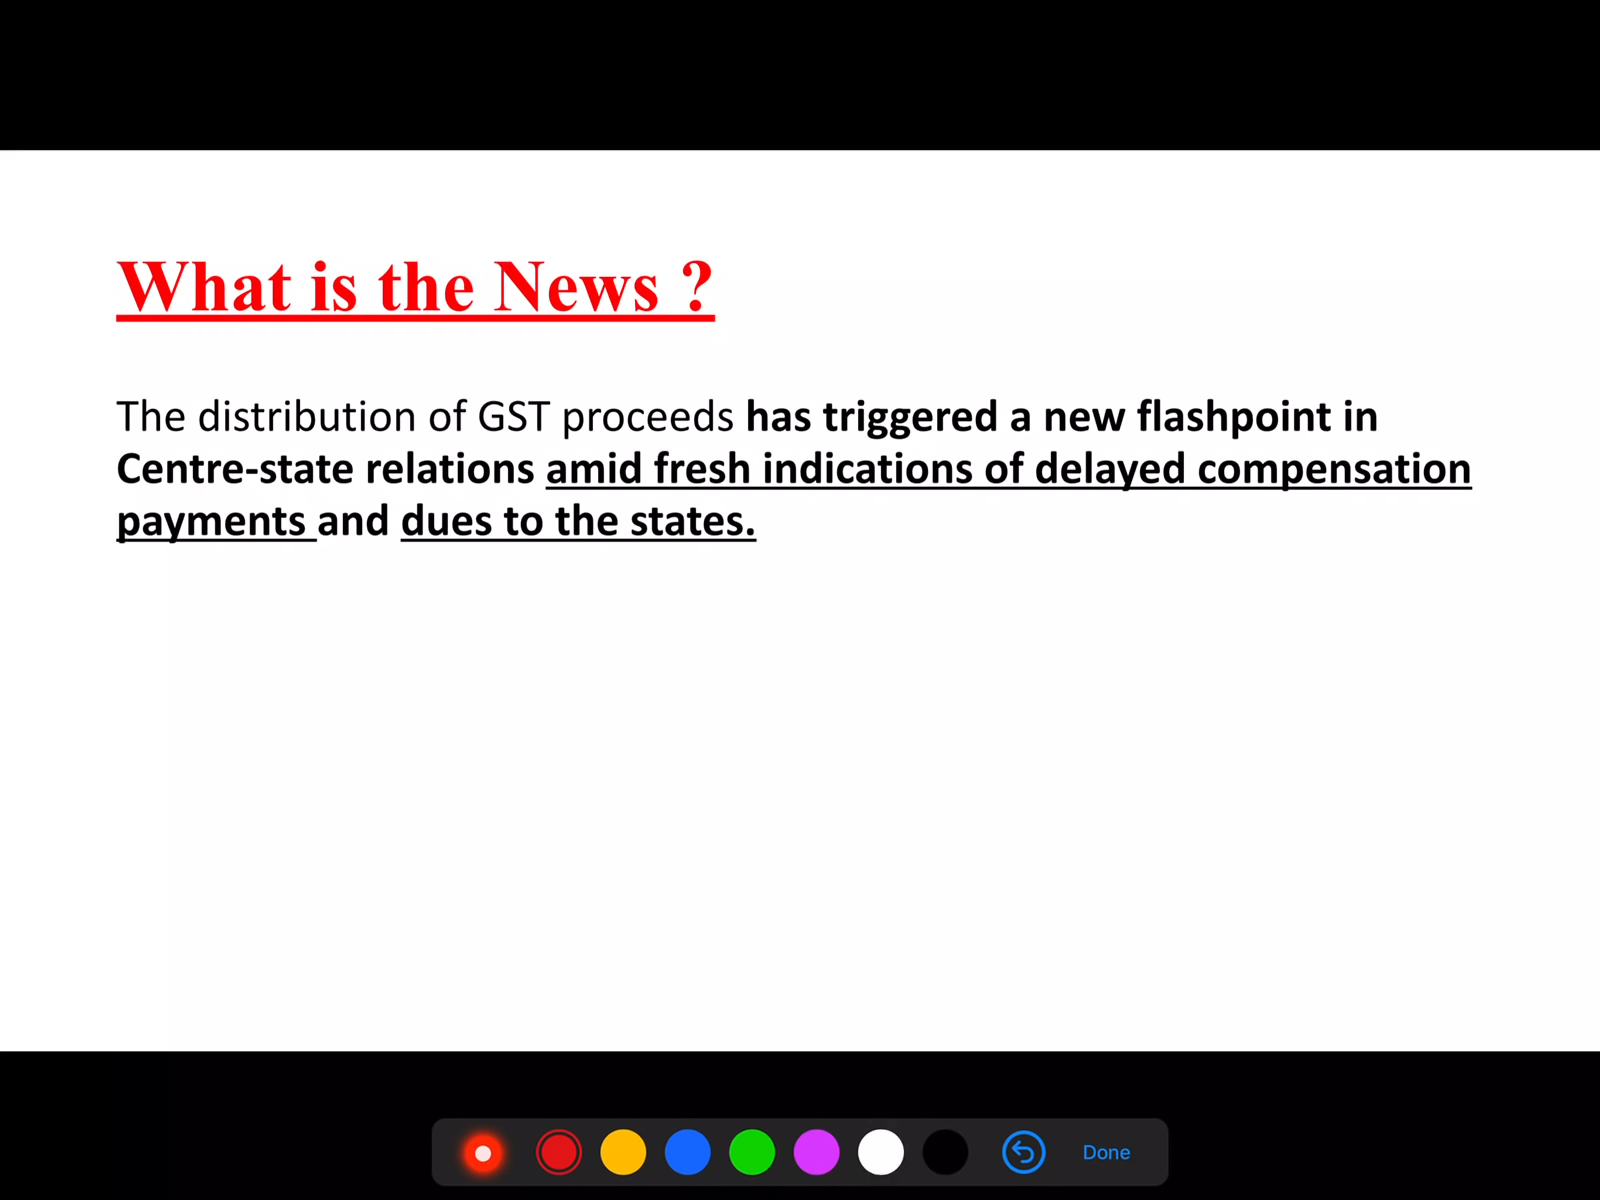 What is the News ?
The distribution of GST proceeds has triggered a new flashpoint in
Centre-state relations amid fresh indications of delayed compensation
payments and dues to the states.
Done